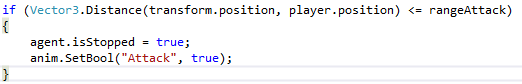 if (Vector3.Distance(transform.position, player.position) <= rangeAttack)
{
    agent.isStopped = true;
    anim.SetBool("Attack", true);
}